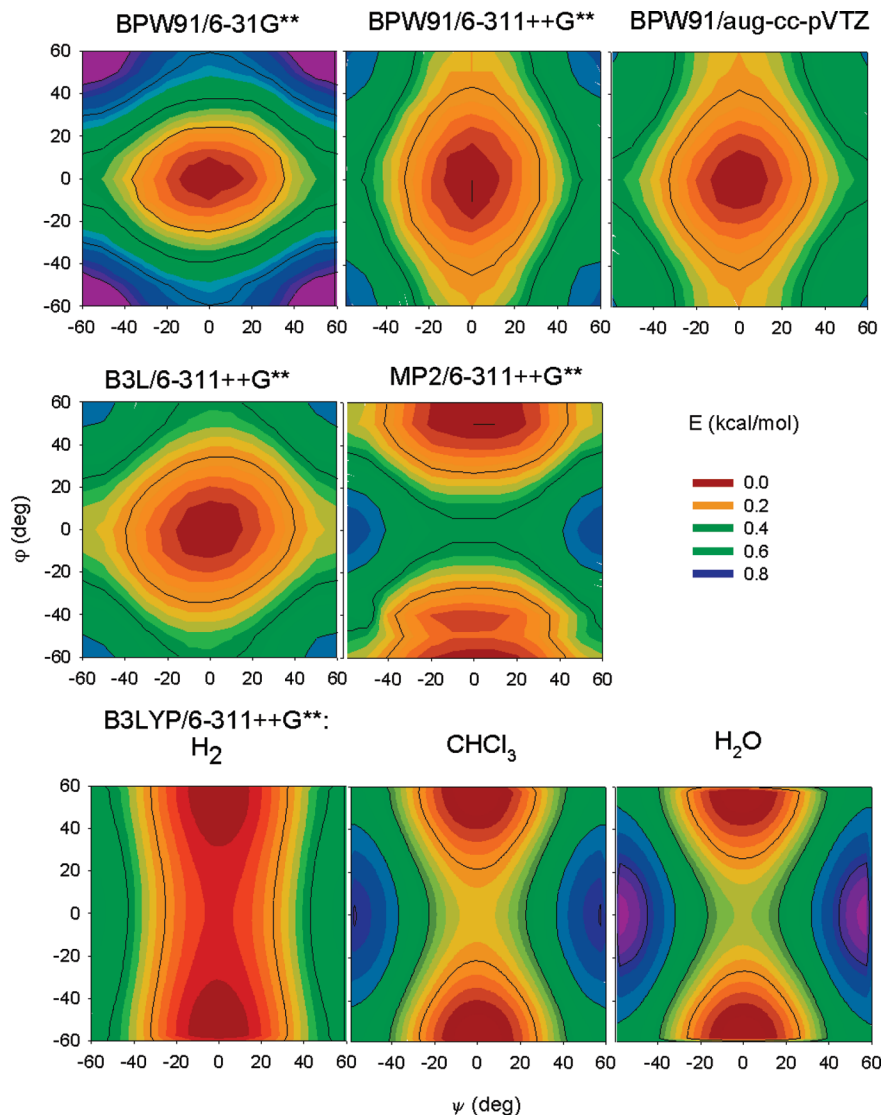 BPW91/6-31G** BPW91/6-311++G** BPW91/aug-cc-pVTZ
60
40
20
0
-20
-40
-60
-60 -40 -20 0 20 40 60 -60 -40 -20 0 20 40 60 -60 -40 -20 0 20 40 60
B3L/6-311++G** MP2/6-311++G**
60
40
20
0
-20
-40
-60
φ (deg)
-60 -40 -20 0 20 40 60 -60 -40 -20 0 20 40 60
E (kcal/mol)
0.0
0.2
0.4
0.6
0.8
B3LYP/6-311++G**:
H2 CHCl3 H2O
60
40
20
0
-20
-40
-60
-60 -40 -20 0 20 40 60 -60 -40 -20 0 20 40 60 -60 -40 -20 0 20 40 60
ψ (deg)